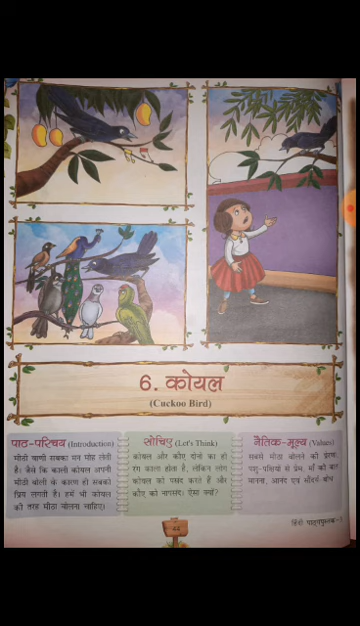 6. कोयल
(Cuckoo Bird)
पाठ-परिचय (Introduction)
मीठी वाणी सबका मन मोह लेती
है। जैसे कि काली कोयल अपनी
मीठी बोली के कारण ही सबको
प्रिय लगती है। हमें भी कोयल
की तरह मीठा बोलना चाहिए।
सोचिए (Let's Think)
कोयल और कौए दोनों का ही
रंग काला होता है, लेकिन लोग
कोयल को पसंद करते हैं और
कौए को नापसंद। ऐसा क्यों?
नैतिक-मूल्य (Values)
सबसे मीठा बोलने की प्रेरणा
पशु-पक्षियों से प्रेम, माँ की बात
मानना, आनंद एवं सौंदर्य बोध
हिंदी पाठ्यपुस्तक-1